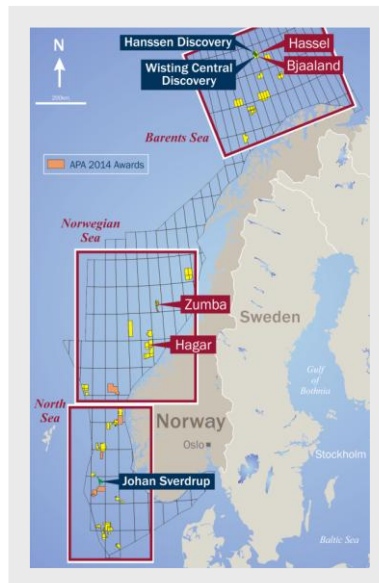 N
200km
Hanssen Discovery
Hassel
Wisting Central
Discovery
Bjaaland
Barents Sea
APA 2014 Awards
Norwegian
Sea
Zumba
Sweden
Hagar
Gulf
of
Bothnia
North
Sea
Norway
Oslo
Stockholm
Johan Sverdrup
Baltic Sea